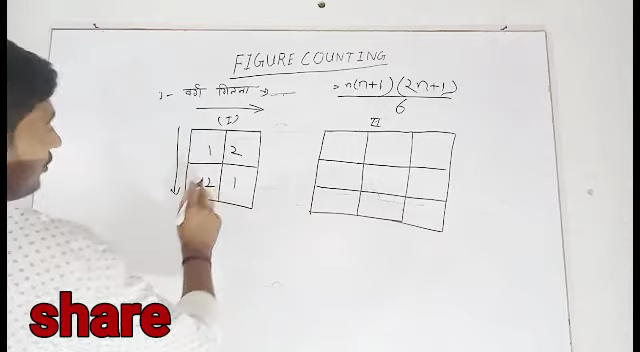 FIGURE COUNTING
1- वर्ग गिनना
= n(n+1)(2n+1)
6
(I)
II
1 2
2 1
share